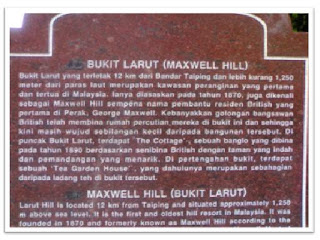 BUKIT LARUT (MAXWELL HILL)
Bukit Larut yang terletak 12 km dari Bandar Taiping dan lebih kurang 1,250
meter dari paras laut merupakan kawasan peranginan yang pertama
dan tertua di Malaysia. Ianya diasaskan pada tahun 1870, juga dikenali
sebagai Maxwell Hill sempena nama pembantu residen British yang
pertama di Perak, George Maxwell. Kebanyakkan golongan bangsawan
British telah membina rumah percutian mereka di bukit ini dan sehingga
kini masih wujud sebilangan kecil daripada bangunan tersebut. Di
puncak Bukit Larut, terdapat 'The Cottage', sebuah banglo yang dibina
pada tahun 1890 berdasarkan senibina British dengan taman yang indah
dan pemandangan yang menarik. Di pertengahan bukit, terdapat
sebuah 'Tea Garden House', yang dahulunya merupakan sebahagian
daripada ladang teh di bukit tersebut.
MAXWELL HILL (BUKIT LARUT)
Larut Hill is located 12 km from Taiping and situated approximately 1,250
m above sea level. It is the first and oldest hill resort in Malaysia. It was
founded in 1870 and formerly known as Maxwell Hill according to the